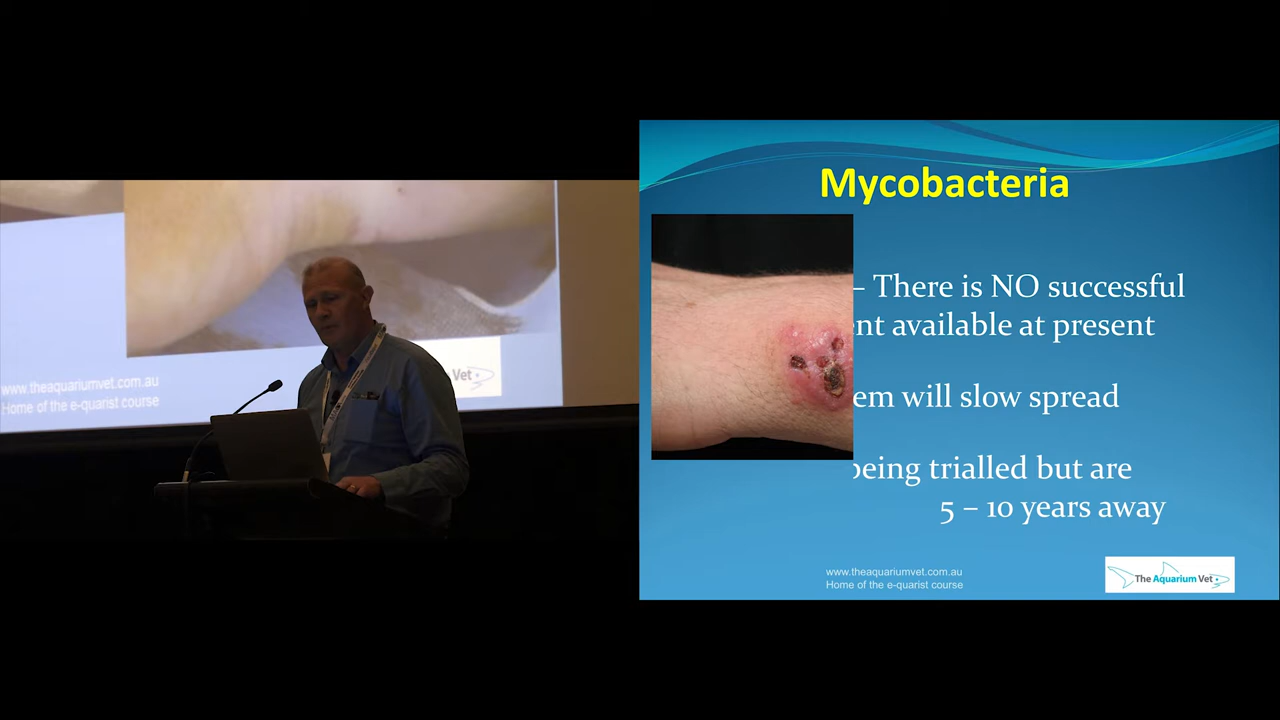 www.theaquariumvet.com.au
Home of the e-quarist course
Vet
Mycobacteria
– There is NO successful
ent available at present
em will slow spread
being trialled but are
5 – 10 years away
www.theaquariumvet.com.au
Home of the e-quarist course
The Aquarium Vet